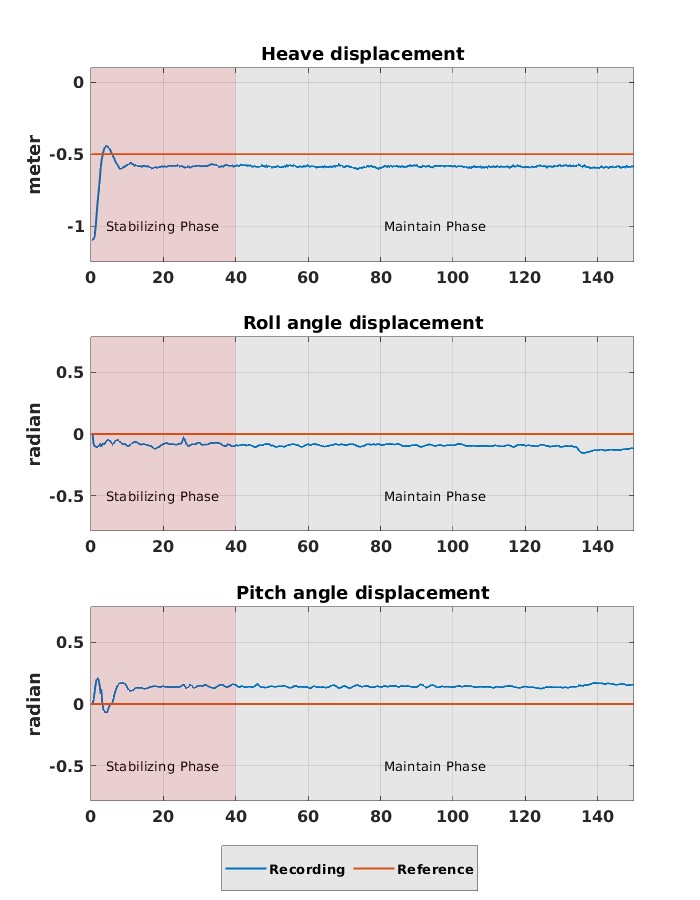 Heave displacement
0
-0.5
-1
meter
Stabilizing Phase Maintain Phase
0 20 40 60 80 100 120 140
Roll angle displacement
0.5
0
-0.5
radian
Stabilizing Phase Maintain Phase
0 20 40 60 80 100 120 140
Pitch angle displacement
0.5
0
-0.5
radian
Stabilizing Phase Maintain Phase
0 20 40 60 80 100 120 140
Recording Reference